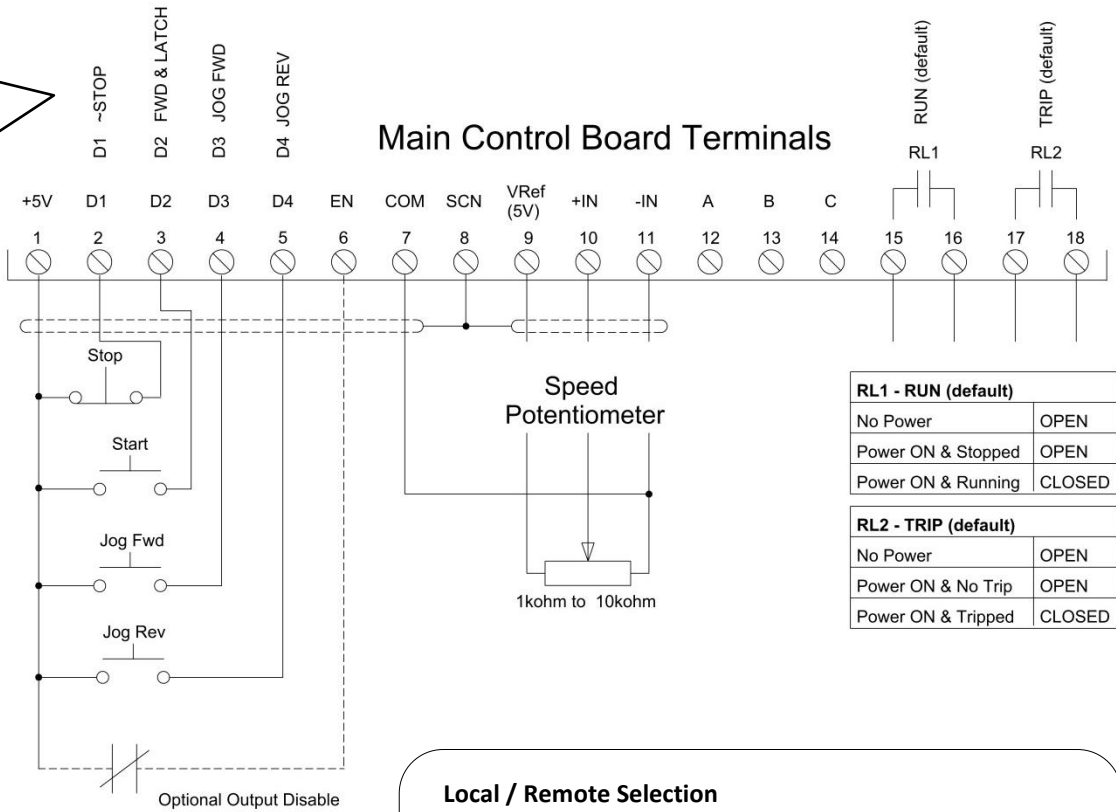 D1 ~STOP
D2 FWD & LATCH
D3 JOG FWD
D4 JOG REV
RUN (default)
TRIP (default)
Main Control Board Terminals
RL1 RL2
+5V D1 D2 D3 D4 EN COM SCN VRef (5V) +IN -IN A B C
1 2 3 4 5 6 7 8 9 10 11 12 13 14 15 16 17 18
Stop
Start
Jog Fwd
Jog Rev
Optional Output Disable
Speed
Potentiometer
1kohm to 10kohm
RL1 - RUN (default)
No Power OPEN
Power ON & Stopped OPEN
Power ON & Running CLOSED
RL2 - TRIP (default)
No Power OPEN
Power ON & No Trip OPEN
Power ON & Tripped CLOSED
Local / Remote Selection